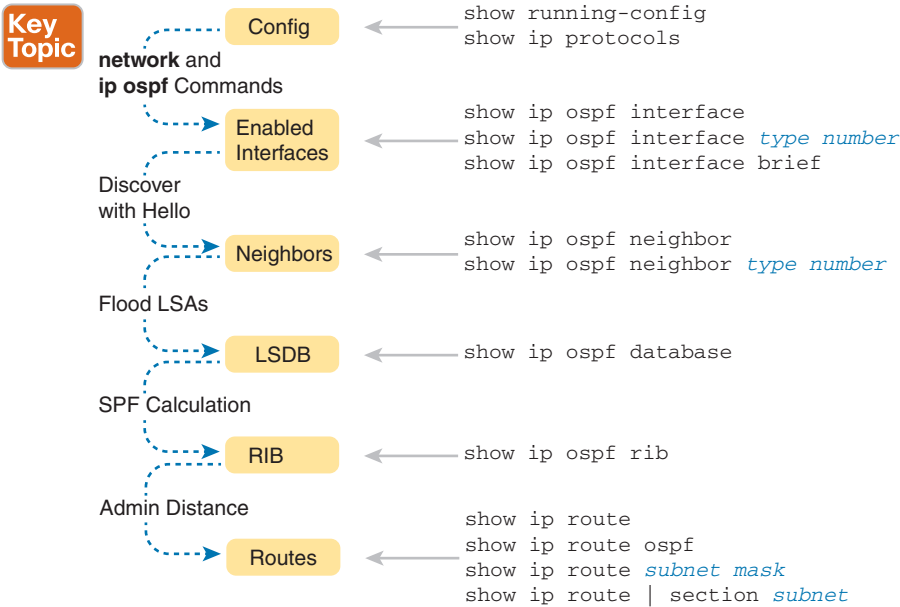 Key
Topic
Config
show running-config
show ip protocols
network and
ip ospf Commands
Enabled
Interfaces
show ip ospf interface
show ip ospf interface type number
show ip ospf interface brief
Discover
with Hello
Neighbors
show ip ospf neighbor
show ip ospf neighbor type number
Flood LSAs
LSDB
show ip ospf database
SPF Calculation
RIB
show ip ospf rib
Admin Distance
Routes
show ip route
show ip route ospf
show ip route subnet mask
show ip route | section subnet